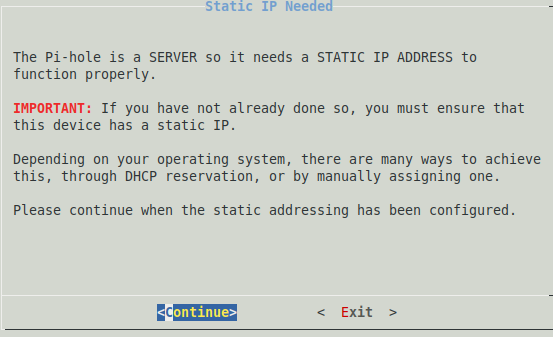 Static IP Needed
The Pi-hole is a SERVER so it needs a STATIC IP ADDRESS to
function properly.
IMPORTANT: If you have not already done so, you must ensure that
this device has a static IP.
Depending on your operating system, there are many ways to achieve
this, through DHCP reservation, or by manually assigning one.
Please continue when the static addressing has been configured.
<Continue> < Exit >